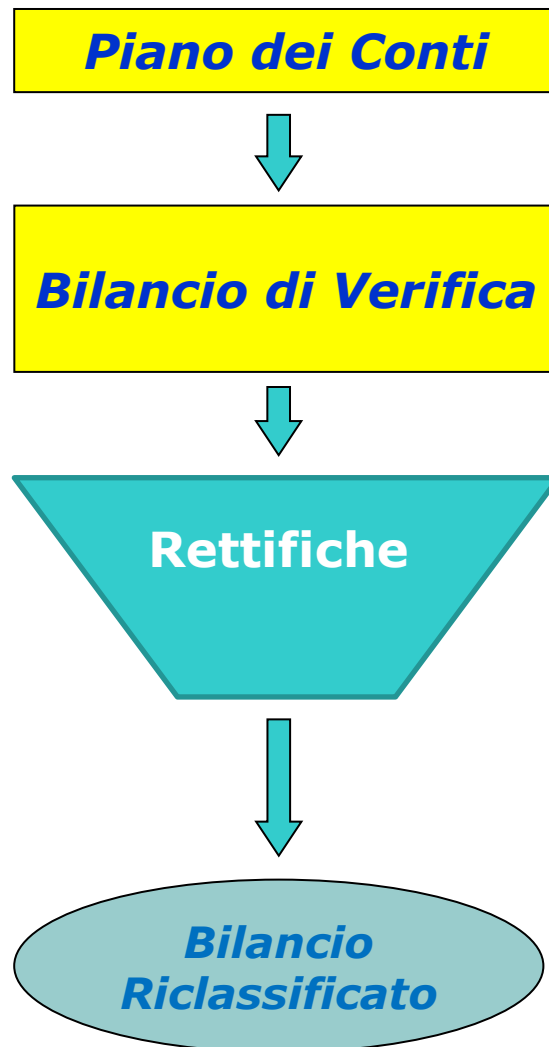 Piano dei Conti
Bilancio di Verifica
Rettifiche
Bilancio
Riclassificato